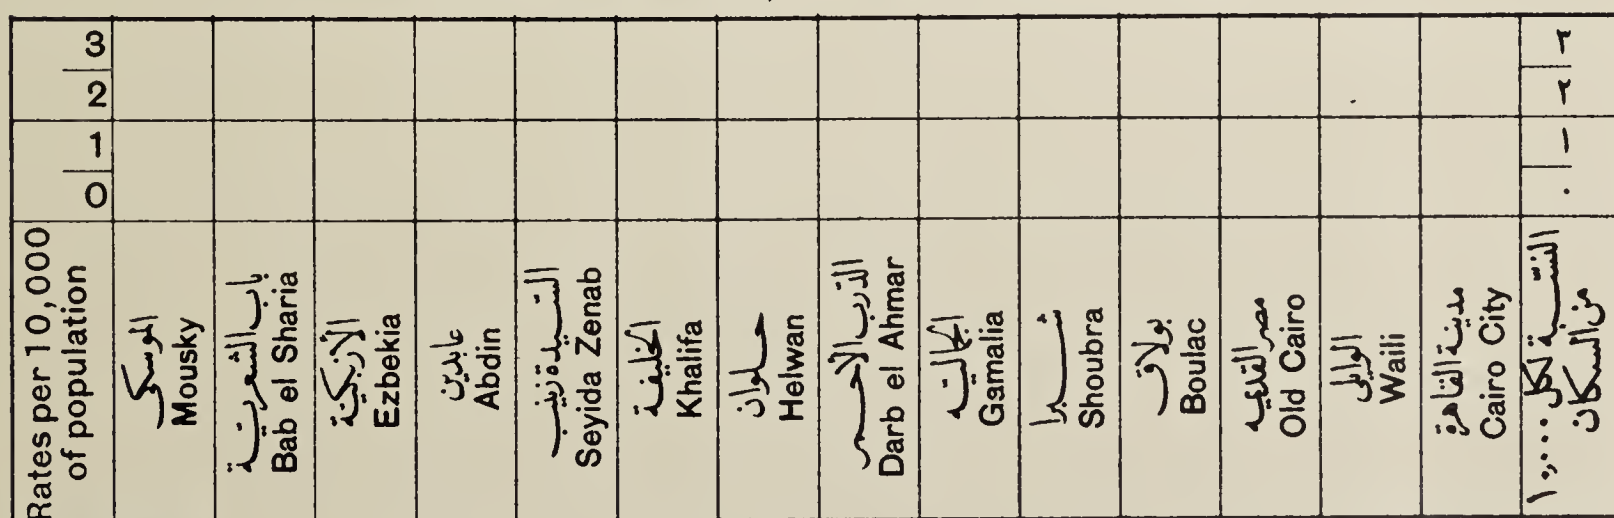 3
2
1
0
Rates per 10,000
of population
الموسكى
Mousky
باب الشعرية
Bab el Sharia
الأزبكية
Ezbekia
عابدين
Abdin
السيدة زينب
Seyida Zenab
الخليفة
Khalifa
حلوان
Helwan
الدرب الأحمر
Darb el Ahmar
الجمالية
Gamalia
شبرا
Shoubra
بولاق
Boulac
مصر القديمه
Old Cairo
الوايلى
Waili
مدينة القاهرة
Cairo City
٣
٢
١
٠
النسبة لكل ١٠,٠٠٠
من السكان